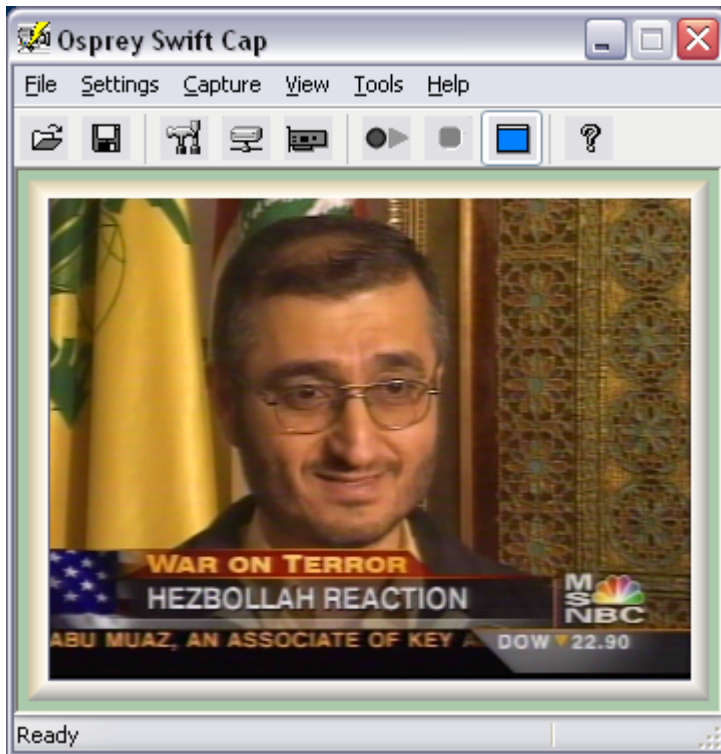 Osprey Swift Cap
File Settings Capture View Tools Help
WAR ON TERROR
HEZBOLLAH REACTION
MSNBC
ABU MUAZ, AN ASSOCIATE OF KEY A
DOW ▼ 22.90
Ready